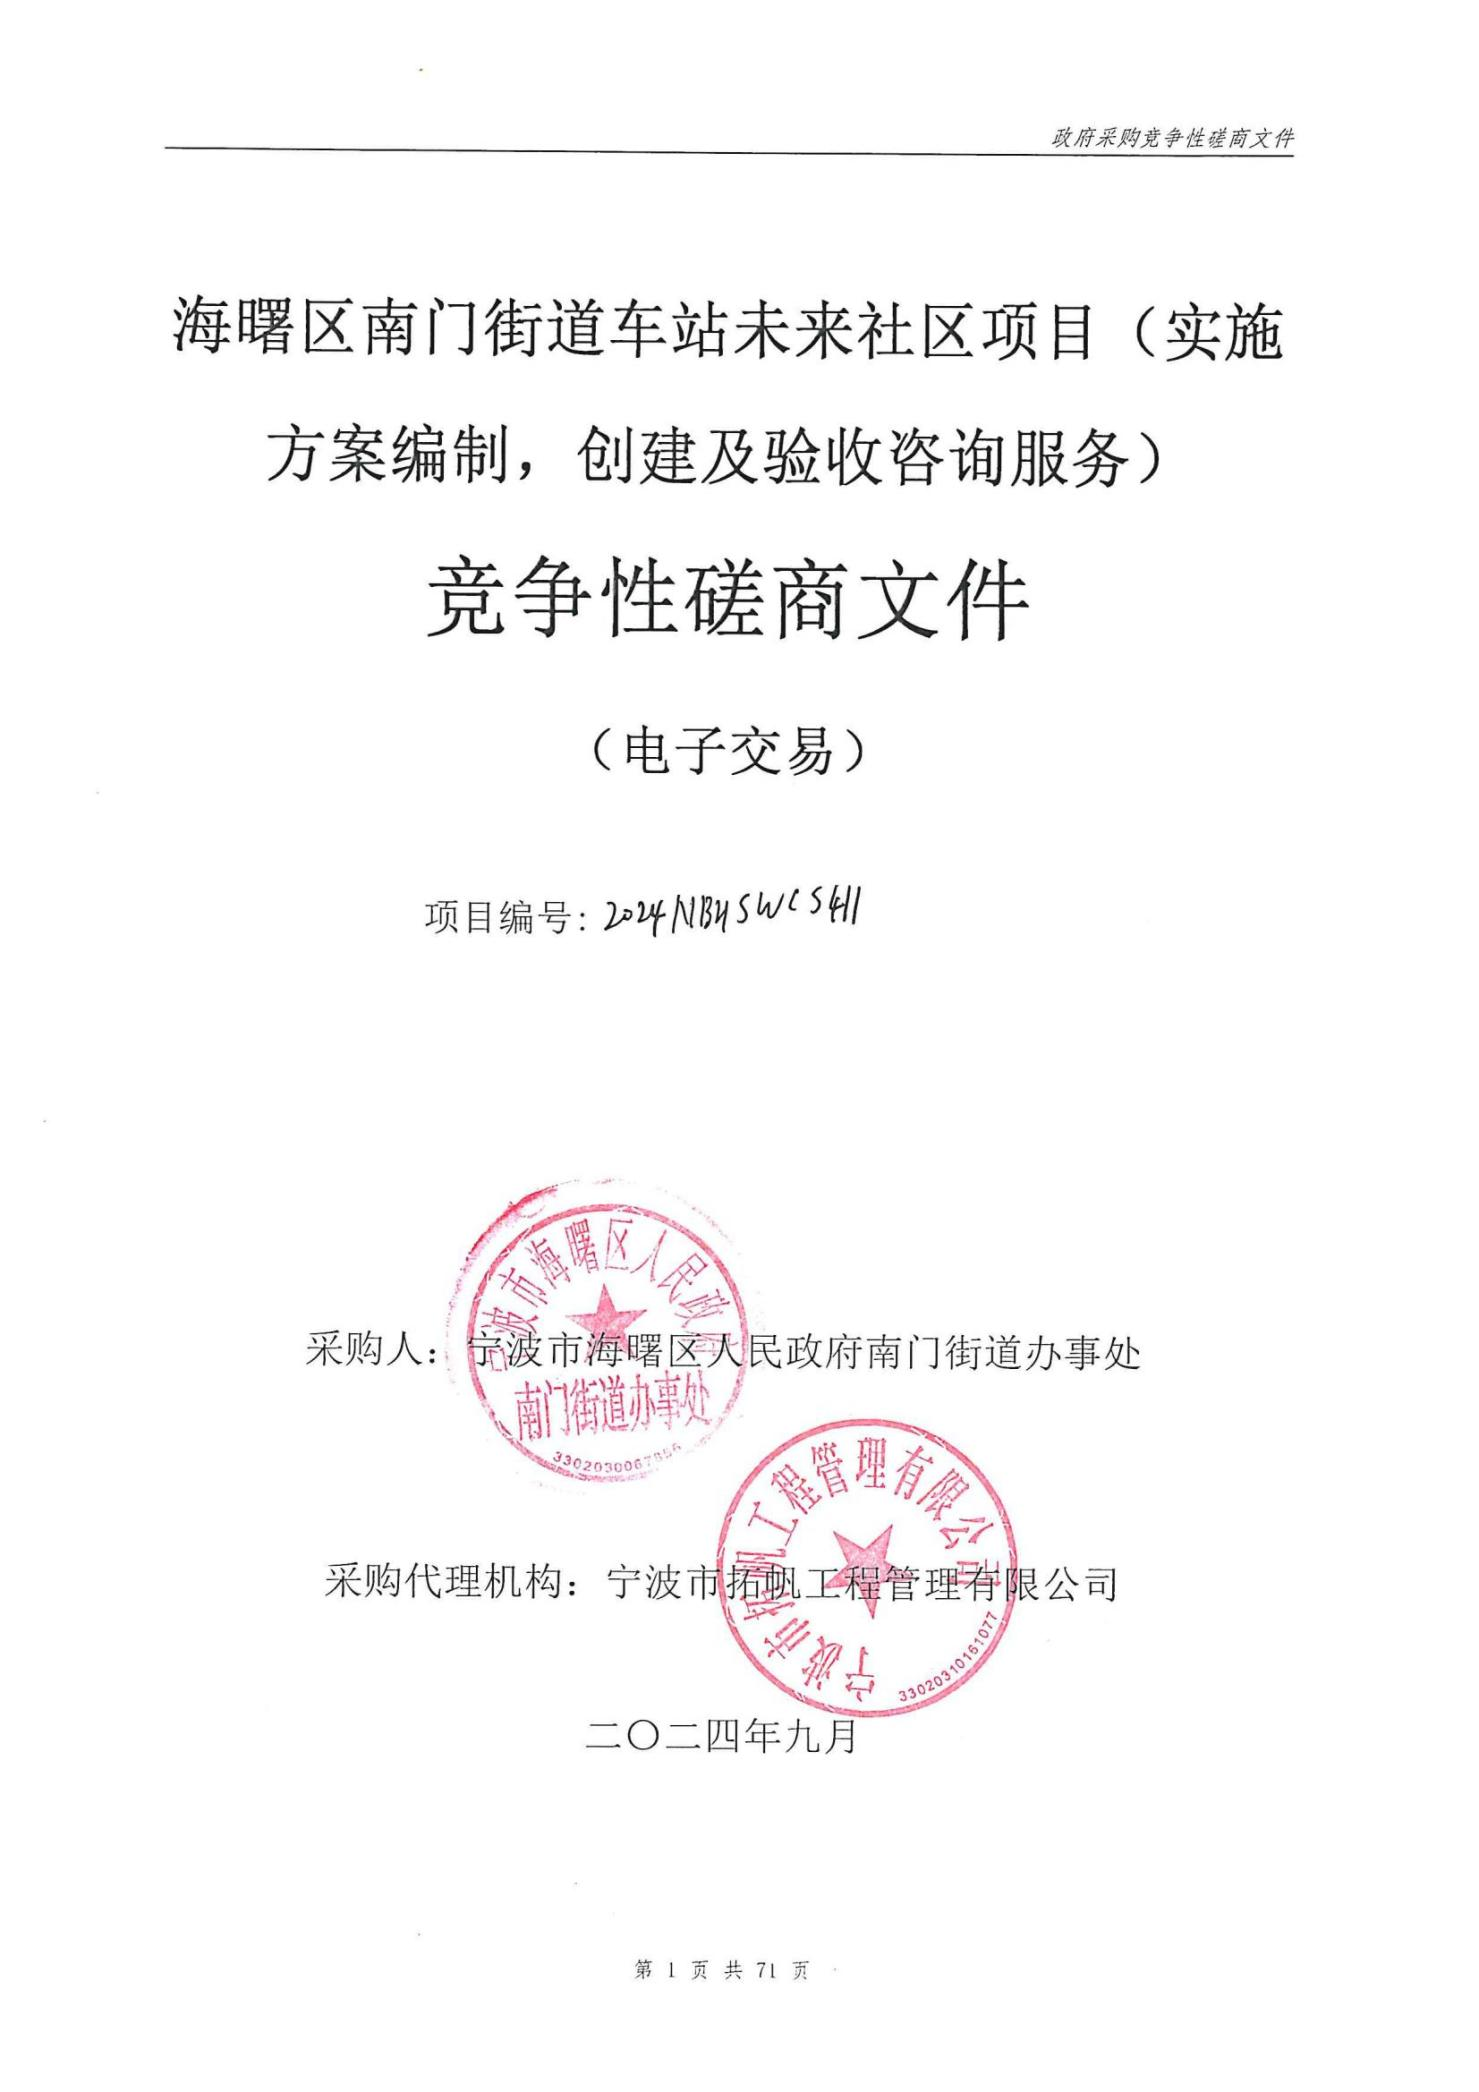 政府采购竞争性磋商文件
海曙区南门街道车站未来社区项目（实施
方案编制，创建及验收咨询服务）
竞争性磋商文件
（电子交易）
项目编号：2024NBHSWCS411
宁波市海曙区人民政府
采购人：宁波市海曙区人民政府南门街道办事处
南门街道办事处
宁波市拓帆工程管理有限公司
采购代理机构：宁波市拓帆工程管理有限公司
33020310161077
二〇二四年九月
第 1 页 共 71 页